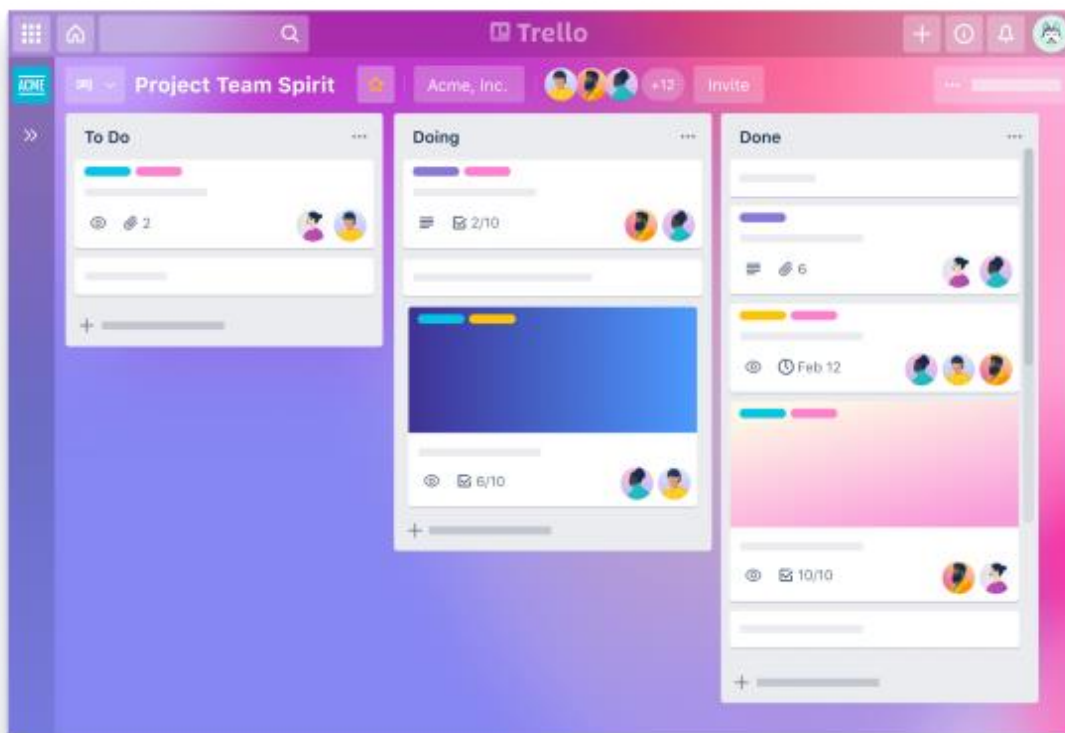 Trello
ACME
Project Team Spirit
Acme, Inc.
+12
Invite
To Do
2
Doing
2/10
6/10
Done
6
Feb 12
10/10